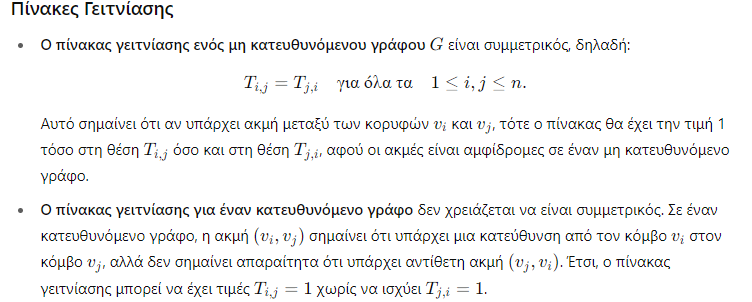 Πίνακες Γειτνίασης
• Ο πίνακας γειτνίασης ενός μη κατευθυνόμενου γράφου G είναι συμμετρικός, δηλαδή:
T_{i,j} = T_{j,i} για όλα τα 1 ≤ i, j ≤ n.
Αυτό σημαίνει ότι αν υπάρχει ακμή μεταξύ των κορυφών v_i και v_j, τότε ο πίνακας θα έχει την τιμή 1
τόσο στη θέση T_{i,j} όσο και στη θέση T_{j,i}, αφού οι ακμές είναι αμφίδρομες σε έναν μη κατευθυνόμενο
γράφο.
• Ο πίνακας γειτνίασης για έναν κατευθυνόμενο γράφο δεν χρειάζεται να είναι συμμετρικός. Σε έναν
κατευθυνόμενο γράφο, η ακμή (v_i, v_j) σημαίνει ότι υπάρχει μια κατεύθυνση από τον κόμβο v_i στον
κόμβο v_j, αλλά δεν σημαίνει απαραίτητα ότι υπάρχει αντίθετη ακμή (v_j, v_i). Έτσι, ο πίνακας
γειτνίασης μπορεί να έχει τιμές T_{i,j} = 1 χωρίς να ισχύει T_{j,i} = 1.